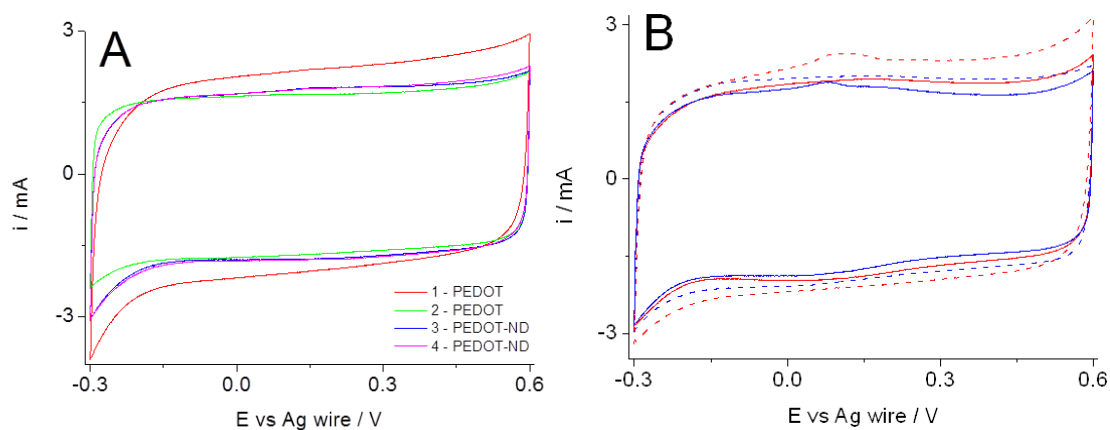 A
3
0
-3
i / mA
-0.3
0.0
0.3
0.6
E vs Ag wire / V
1 - PEDOT
2 - PEDOT
3 - PEDOT-ND
4 - PEDOT-ND
B
3
0
-3
i / mA
-0.3
0.0
0.3
0.6
E vs Ag wire / V